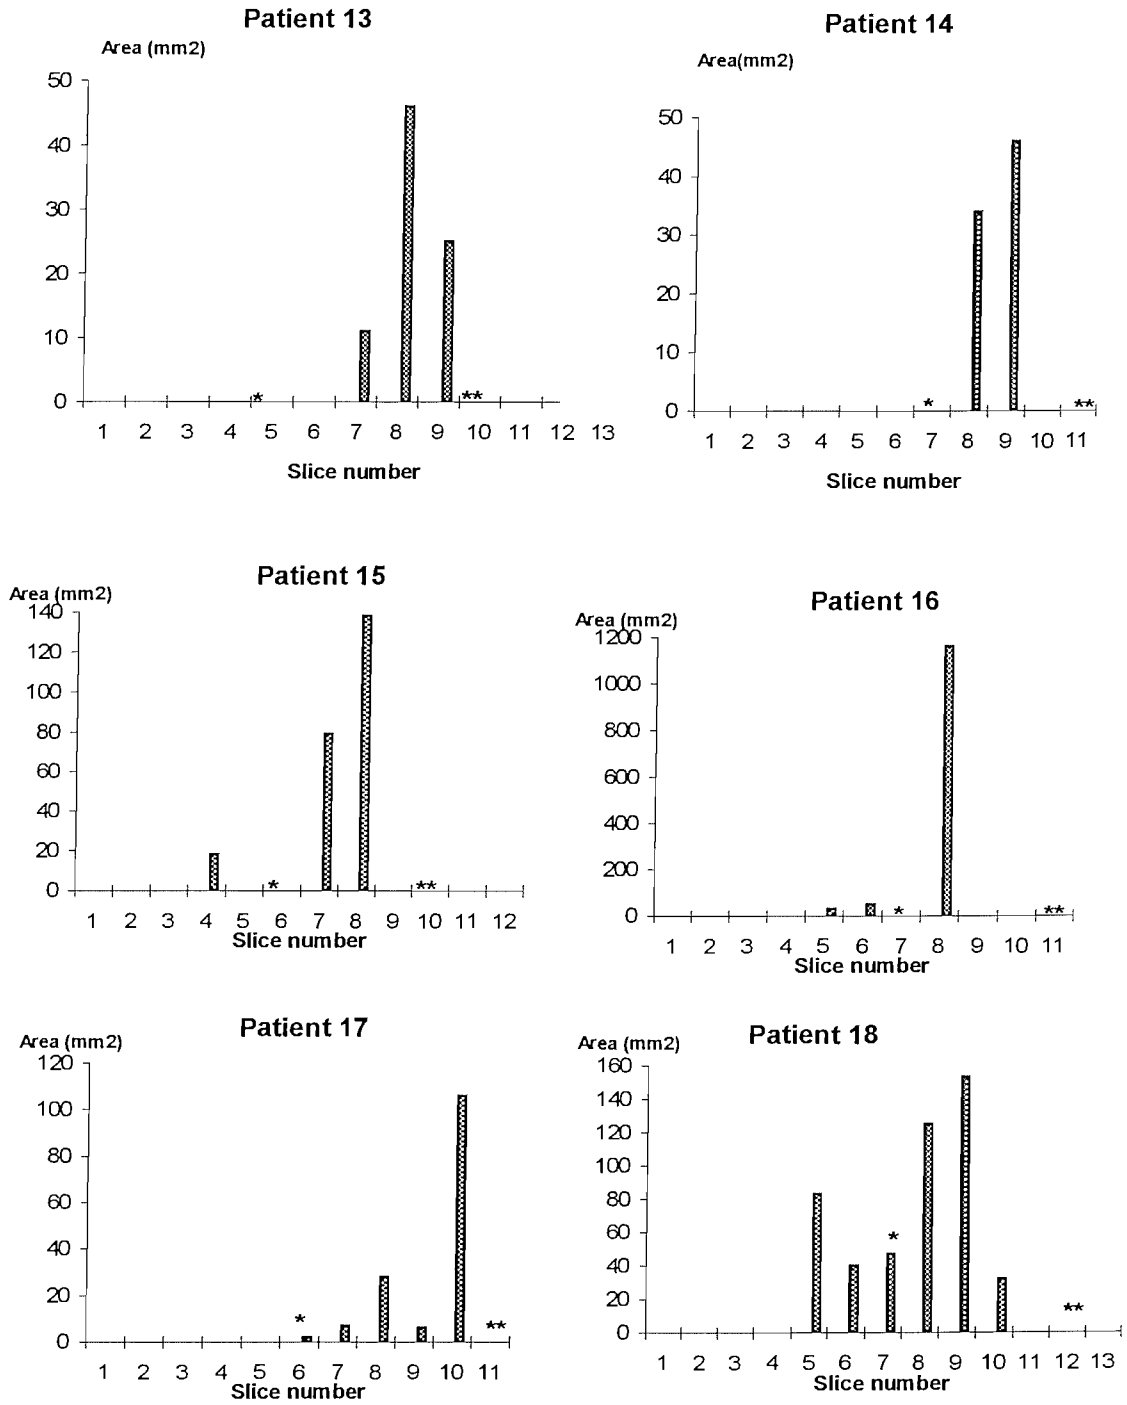 Patient 13
Area (mm2)
50
40
30
20
10
0
* **
1 2 3 4 5 6 7 8 9 10 11 12 13
Slice number
Patient 14
Area(mm2)
50
40
30
20
10
0
* **
1 2 3 4 5 6 7 8 9 10 11
Slice number
Patient 15
Area (mm2)
140
120
100
80
60
40
20
0
* **
1 2 3 4 5 6 7 8 9 10 11 12
Slice number
Patient 16
Area (mm2)
1200
1000
800
600
400
200
0
* **
1 2 3 4 5 6 7 8 9 10 11
Slice number
Patient 17
Area (mm2)
120
100
80
60
40
20
0
* **
1 2 3 4 5 6 7 8 9 10 11
Slice number
Patient 18
Area (mm2)
160
140
120
100
80
60
40
20
0
* **
1 2 3 4 5 6 7 8 9 10 11 12 13
Slice number